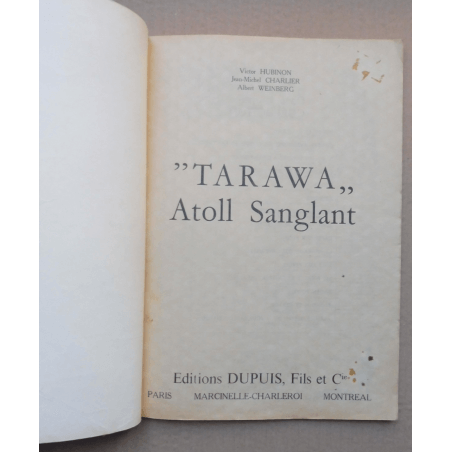 Victor HUBINON
Jean-Michel CHARLIER
Albert WEINBERG
"TARAWA„
Atoll Sanglant
Editions DUPUIS, Fils et Cie
PARIS MARCINELLE-CHARLEROI MONTREAL